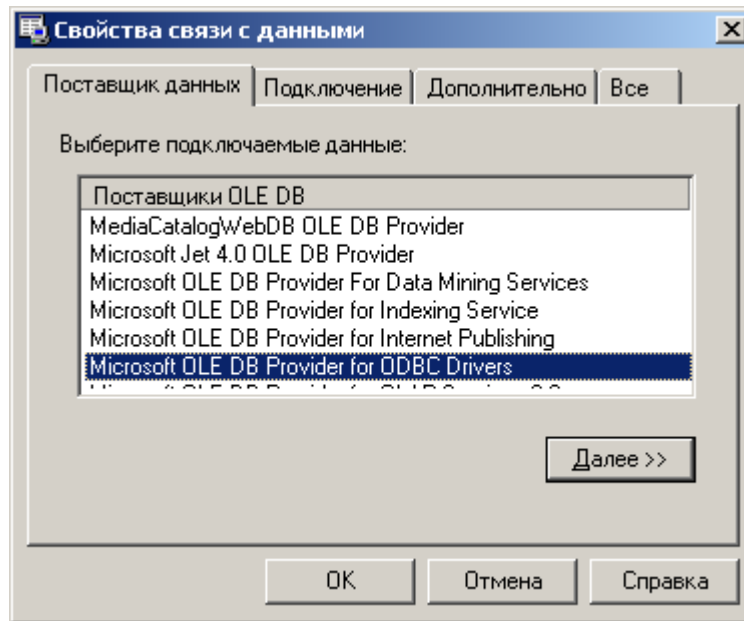 Свойства связи с данными
Поставщик данных Подключение Дополнительно Все
Выберите подключаемые данные:
Поставщики OLE DB
MediaCatalogWebDB OLE DB Provider
Microsoft Jet 4.0 OLE DB Provider
Microsoft OLE DB Provider For Data Mining Services
Microsoft OLE DB Provider for Indexing Service
Microsoft OLE DB Provider for Internet Publishing
Microsoft OLE DB Provider for ODBC Drivers
Далее >>
OK Отмена Справка